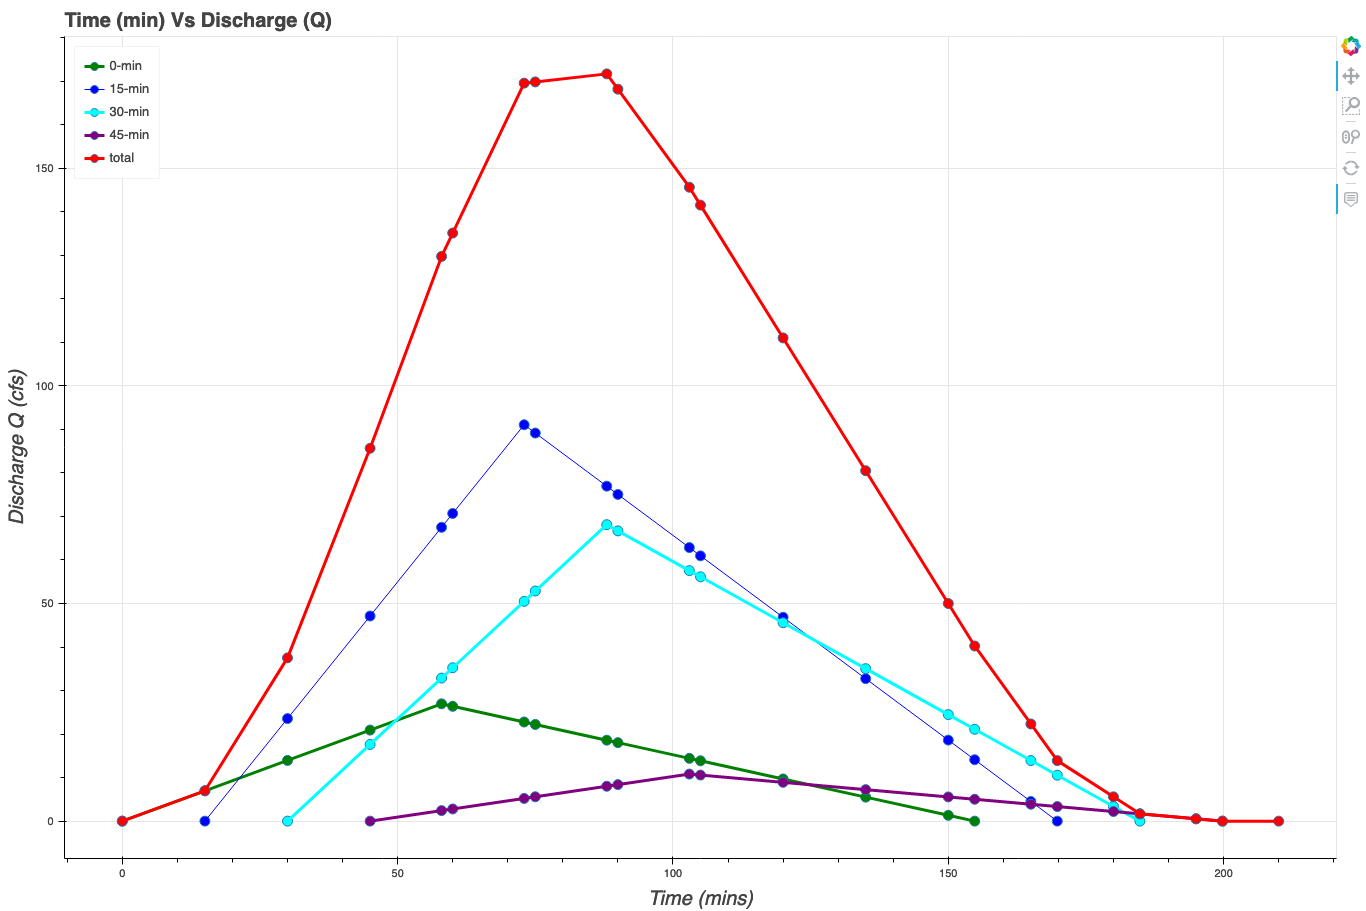 Time (min) Vs Discharge (Q)
0-min
15-min
30-min
45-min
total
150
100
50
0
Discharge Q (cfs)
0
50
100
150
200
Time (mins)